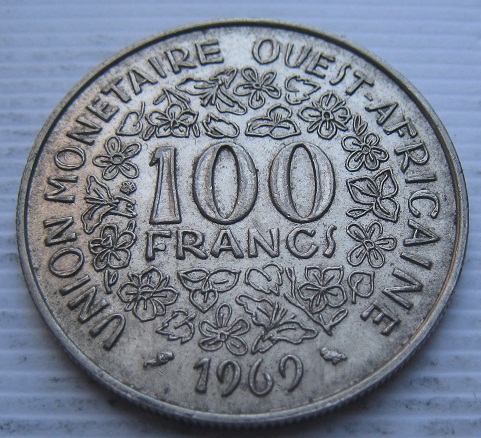 UNION MONETAIRE OUEST-AFRICAINE
100
FRANCS
1969